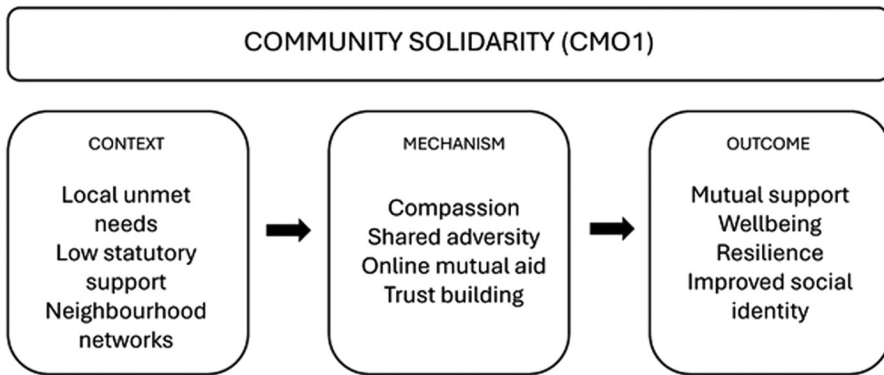 COMMUNITY SOLIDARITY (CMO1)
CONTEXT
Local unmet
needs
Low statutory
support
Neighbourhood
networks
MECHANISM
Compassion
Shared adversity
Online mutual aid
Trust building
OUTCOME
Mutual support
Wellbeing
Resilience
Improved social
identity